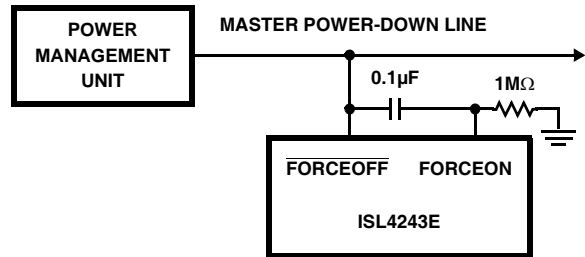 POWER
MANAGEMENT
UNIT
MASTER POWER-DOWN LINE
0.1µF
1MΩ
FORCEOFF FORCEON
ISL4243E